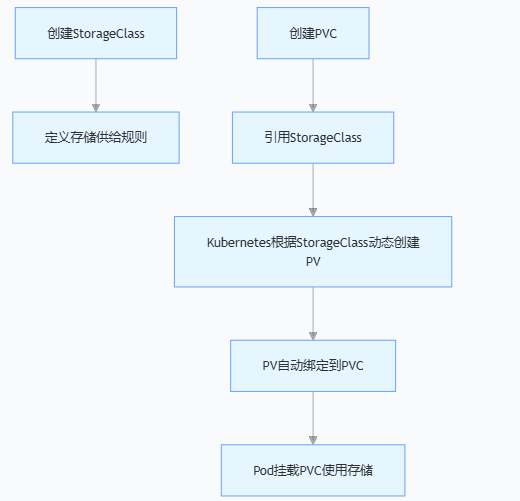 创建StorageClass
创建PVC
定义存储供给规则
引用StorageClass
Kubernetes根据StorageClass动态创建
PV
PV自动绑定到PVC
Pod挂载PVC使用存储